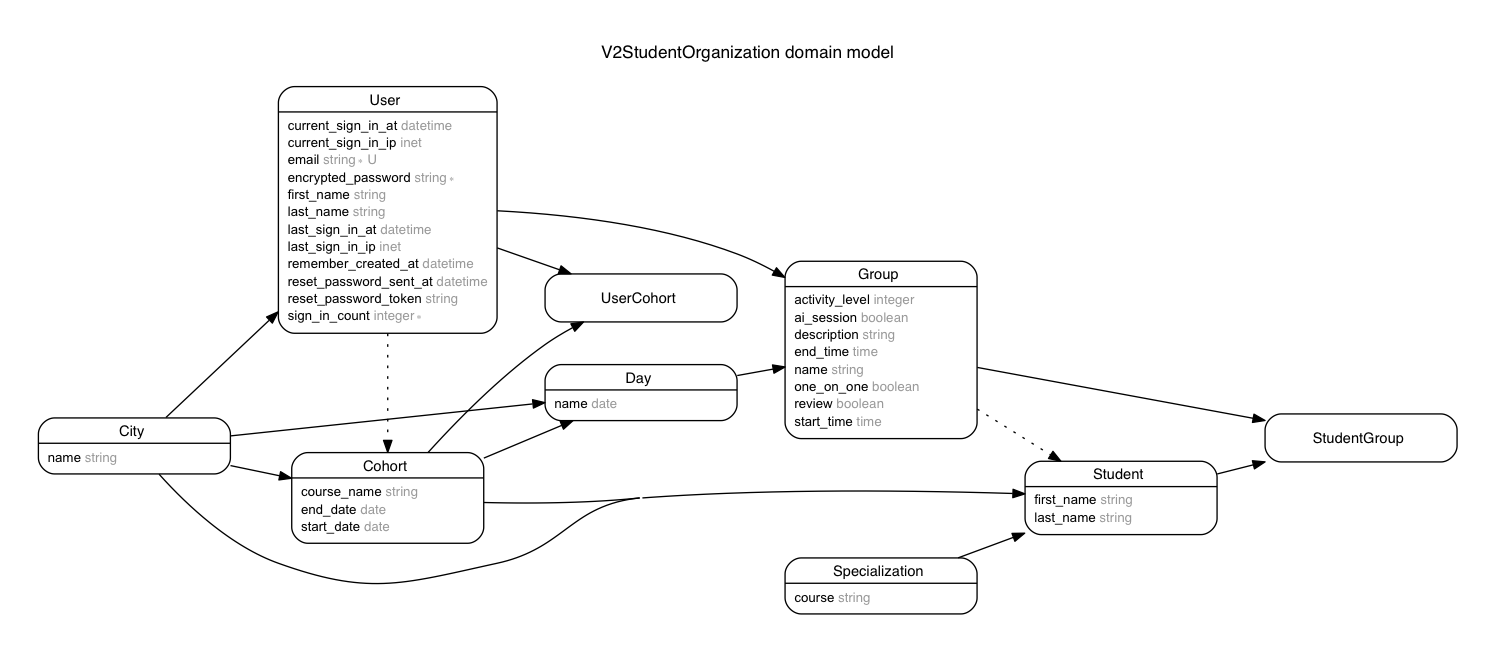 V2StudentOrganization domain model
User
current_sign_in_at datetime
current_sign_in_ip inet
email string * U
encrypted_password string *
first_name string
last_name string
last_sign_in_at datetime
last_sign_in_ip inet
remember_created_at datetime
reset_password_sent_at datetime
reset_password_token string
sign_in_count integer *
UserCohort
Group
activity_level integer
ai_session boolean
description string
end_time time
name string
one_on_one boolean
review boolean
start_time time
Day
name date
City
name string
Cohort
course_name string
end_date date
start_date date
StudentGroup
Student
first_name string
last_name string
Specialization
course string